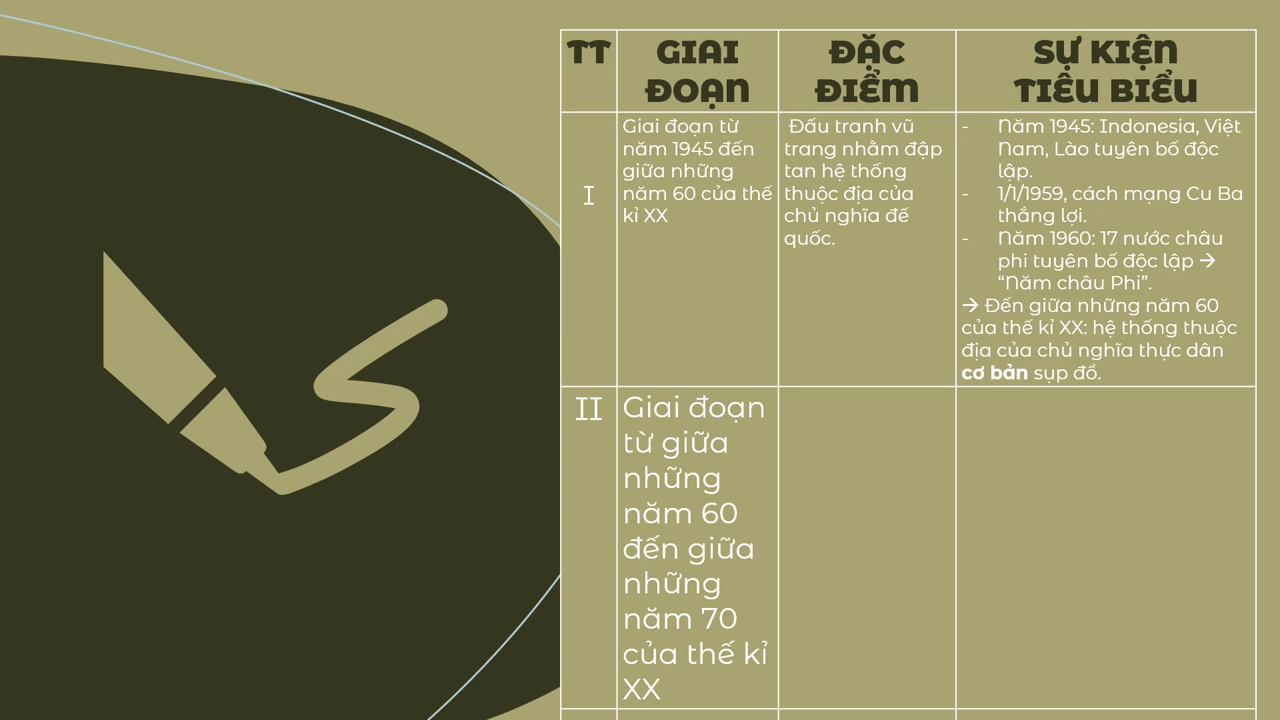 TT
GIAI
ĐOẠN
ĐẶC
ĐIỂM
SỰ KIỆN
TIÊU BIỂU
I
Giai đoạn từ
năm 1945 đến
giữa những
năm 60 của thế
kỉ XX
Đấu tranh vũ
trang nhằm đập
tan hệ thống
thuộc địa của
chủ nghĩa đế
quốc.
- Năm 1945: Indonesia, Việt
Nam, Lào tuyên bố độc
lập.
- 1/1/1959, cách mạng Cu Ba
thắng lợi.
- Năm 1960: 17 nước châu
phi tuyên bố độc lập →
“Năm châu Phi”.
→ Đến giữa những năm 60
của thế kỉ XX: hệ thống thuộc
địa của chủ nghĩa thực dân
cơ bản sụp đổ.
II
Giai đoạn
từ giữa
những
năm 60
đến giữa
những
năm 70
của thế kỉ
XX